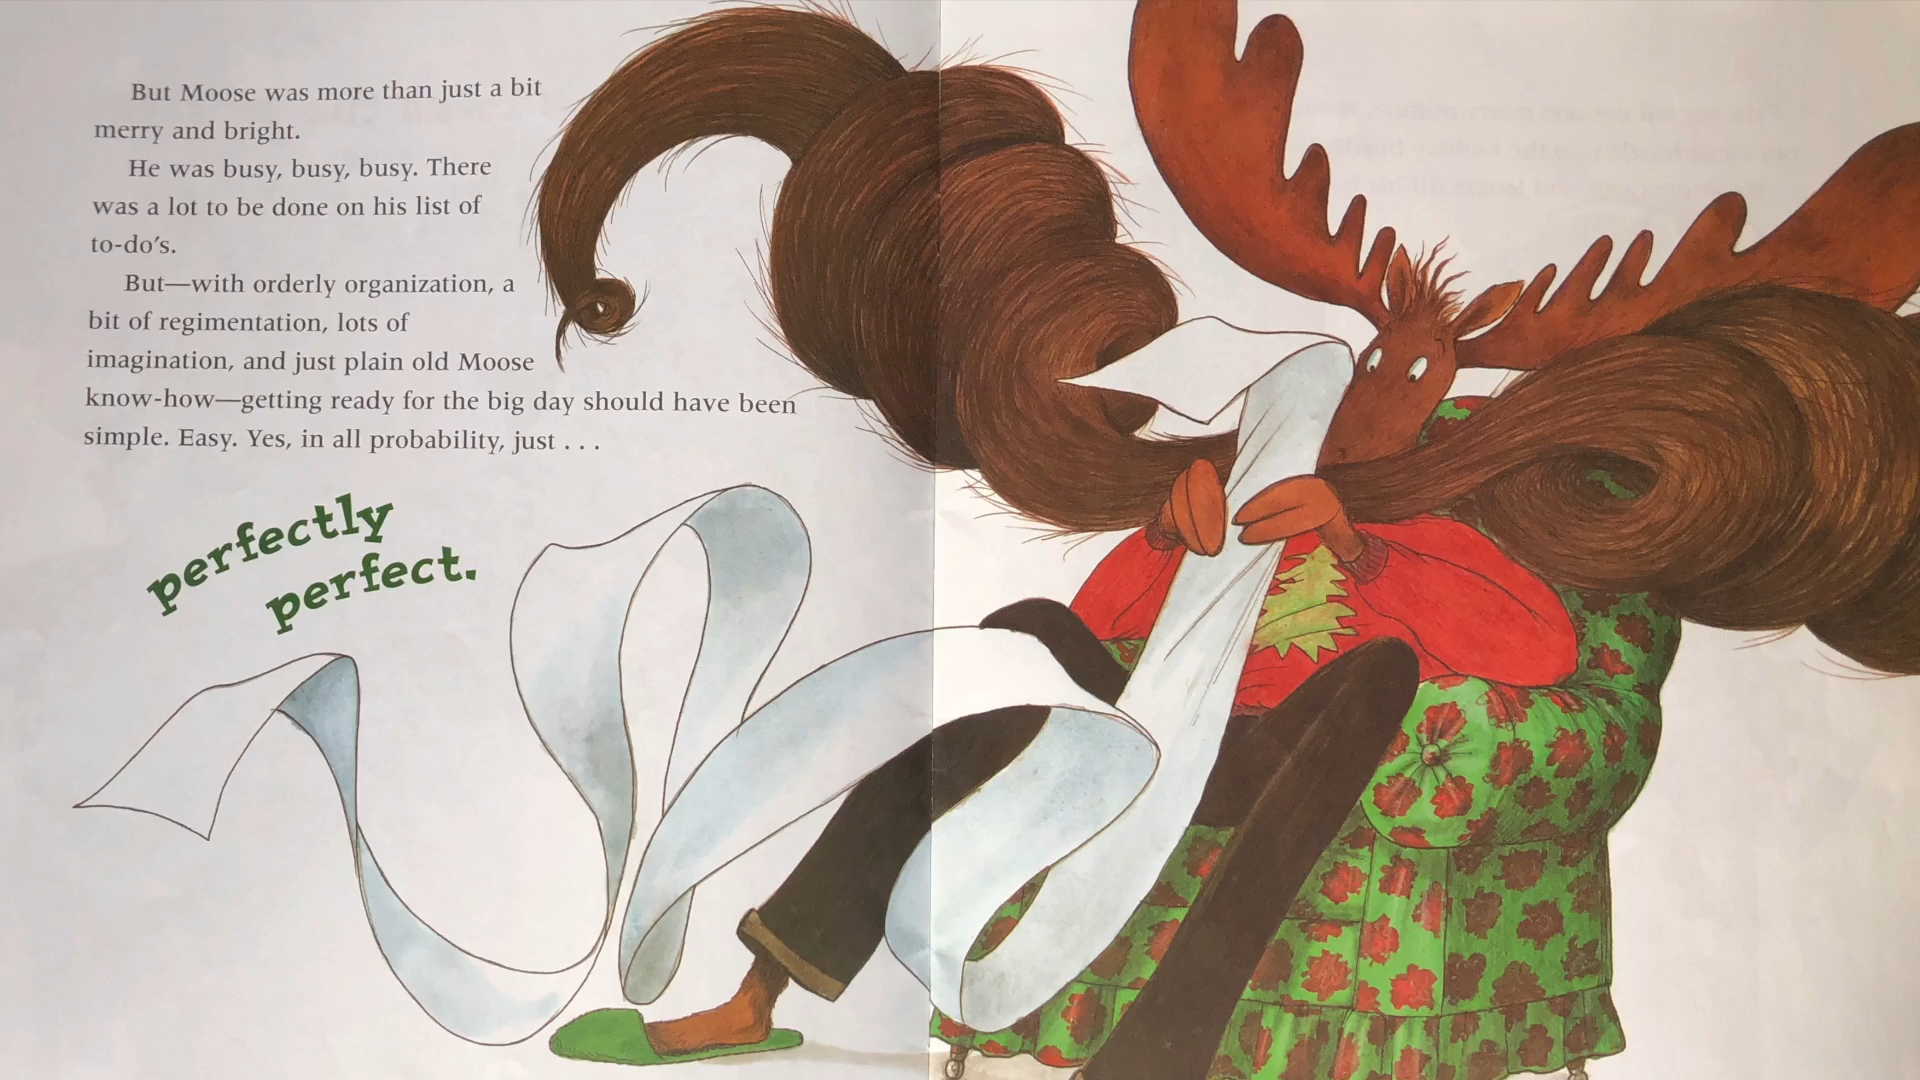 But Moose was more than just a bit
merry and bright.
He was busy, busy, busy. There
was a lot to be done on his list of
to-do's.
But—with orderly organization, a
bit of regimentation, lots of
imagination, and just plain old Moose
know-how—getting ready for the big day should have been
simple. Easy. Yes, in all probability, just . . .
perfectly
perfect.